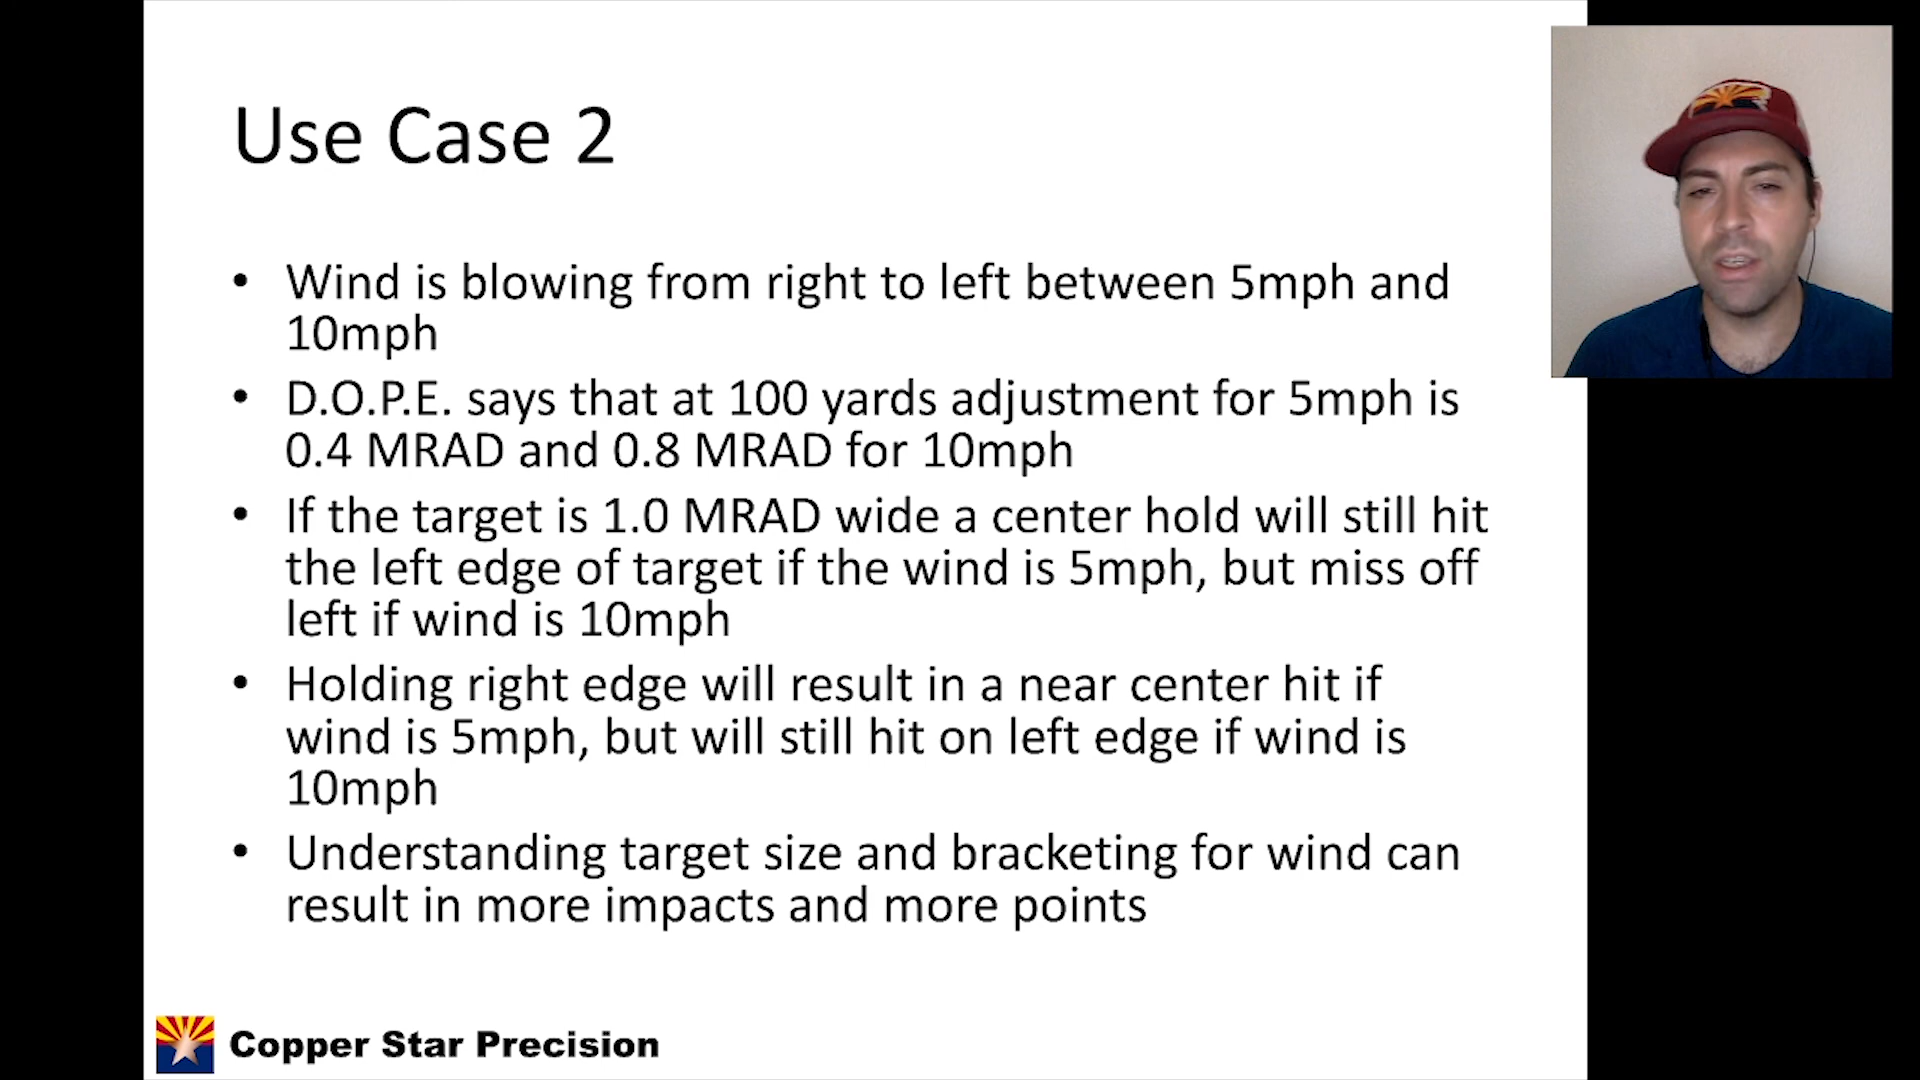 Use Case 2
• Wind is blowing from right to left between 5mph and
10mph
• D.O.P.E. says that at 100 yards adjustment for 5mph is
0.4 MRAD and 0.8 MRAD for 10mph
• If the target is 1.0 MRAD wide a center hold will still hit
the left edge of target if the wind is 5mph, but miss off
left if wind is 10mph
• Holding right edge will result in a near center hit if
wind is 5mph, but will still hit on left edge if wind is
10mph
• Understanding target size and bracketing for wind can
result in more impacts and more points
Copper Star Precision